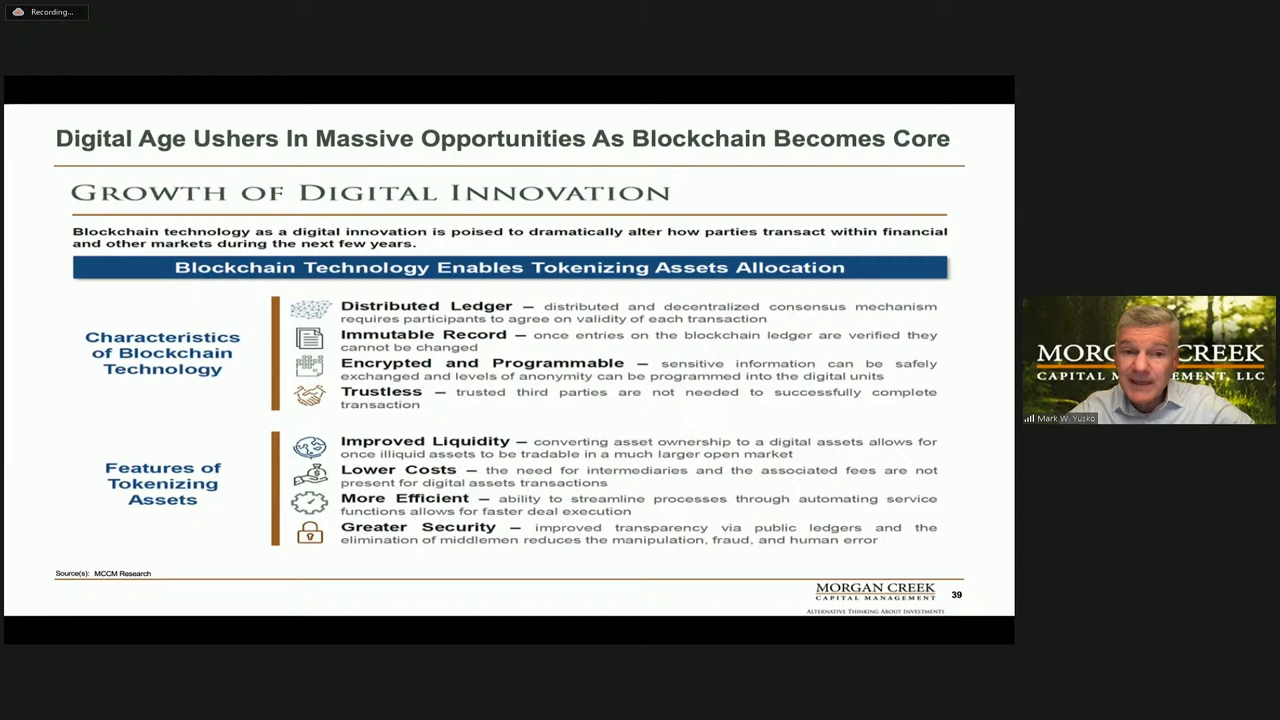 Recording...
Digital Age Ushers In Massive Opportunities As Blockchain Becomes Core
GROWTH OF DIGITAL INNOVATION
Blockchain technology as a digital innovation is poised to dramatically alter how parties transact within financial
and other markets during the next few years.
Blockchain Technology Enables Tokenizing Assets Allocation
Characteristics
of Blockchain
Technology
Distributed Ledger – distributed and decentralized consensus mechanism
requires participants to agree on validity of each transaction
Immutable Record – once entries on the blockchain ledger are verified they
cannot be changed
Encrypted and Programmable – sensitive information can be safely
exchanged and levels of anonymity can be programmed into the digital units
Trustless – trusted third parties are not needed to successfully complete
transaction
Features of
Tokenizing
Assets
Improved Liquidity – converting asset ownership to a digital assets allows for
once illiquid assets to be tradable in a much larger open market
Lower Costs – the need for intermediaries and the associated fees are not
present for digital assets transactions
More Efficient – ability to streamline processes through automating service
functions allows for faster deal execution
Greater Security – improved transparency via public ledgers and the
elimination of middlemen reduces the manipulation, fraud, and human error
Source(s): MCCM Research
MORGAN CREEK
CAPITAL MANAGEMENT
ALTERNATIVE THINKING ABOUT INVESTMENTS
39
MORG CREEK
CAPITAL MAN EMENT, LLC
Mark W. Yusko